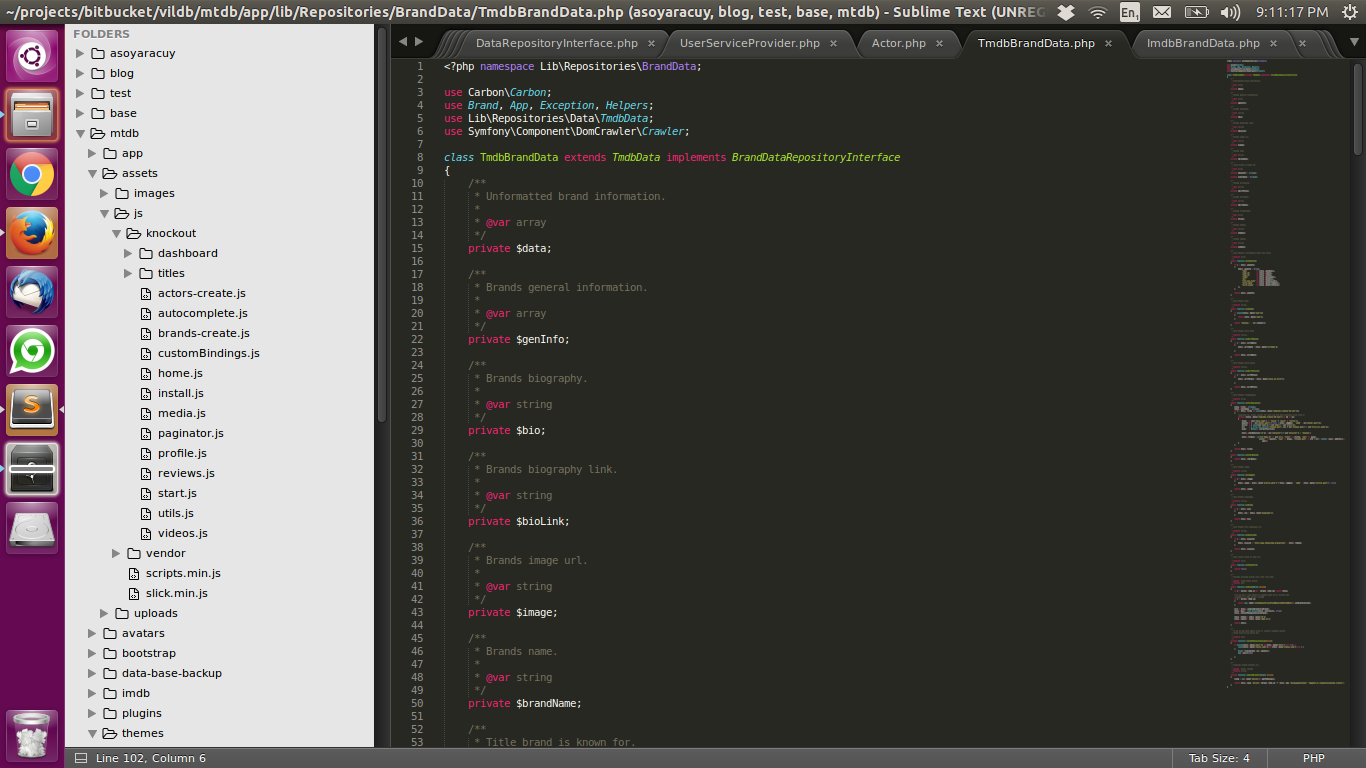 ~/projects/bitbucket/vildb/mtdb/app/lib/Repositories/BrandData/TmdbBrandData.php (asoyaracuy, blog, test, base, mtdb) - Sublime Text (UNREG
En1
9:11:17 PM
FOLDERS
asoyaracuy
blog
test
base
mtdb
app
assets
images
js
knockout
dashboard
titles
actors-create.js
autocomplete.js
brands-create.js
customBindings.js
home.js
install.js
media.js
paginator.js
profile.js
reviews.js
start.js
utils.js
videos.js
vendor
scripts.min.js
slick.min.js
uploads
avatars
bootstrap
data-base-backup
imdb
plugins
themes
DataRepositoryInterface.php × UserServiceProvider.php × Actor.php × TmdbBrandData.php × ImdbBrandData.php × ×
1 <?php namespace Lib\Repositories\BrandData;
2
3 use Carbon\Carbon;
4 use Brand, App, Exception, Helpers;
5 use Lib\Repositories\Data\TmdbData;
6 use Symfony\Component\DomCrawler\Crawler;
7
8 class TmdbBrandData extends TmdbData implements BrandDataRepositoryInterface
9 {
10 /**
11 * Unformatted brand information.
12 *
13 * @var array
14 */
15 private $data;
16
17 /**
18 * Brands general information.
19 *
20 * @var array
21 */
22 private $genInfo;
23
24 /**
25 * Brands biography.
26 *
27 * @var string
28 */
29 private $bio;
30
31 /**
32 * Brands biography link.
33 *
34 * @var string
35 */
36 private $bioLink;
37
38 /**
39 * Brands image url.
40 *
41 * @var string
42 */
43 private $image;
44
45 /**
46 * Brands name.
47 *
48 * @var string
49 */
50 private $brandName;
51
52 /**
53 * Title brand is known for.
Line 102, Column 6
Tab Size: 4
PHP